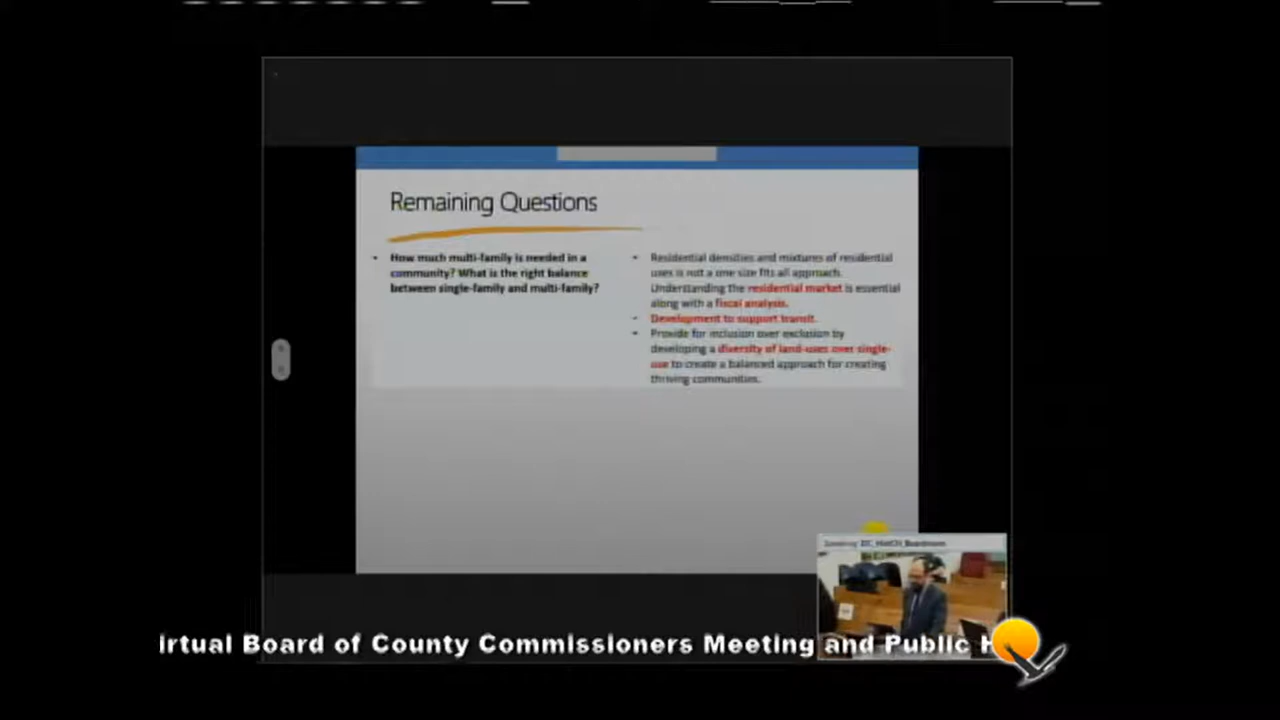 Remaining Questions
• How much multi-family is needed in a
community? What is the right balance
between single-family and multi-family?
• Residential densities and mixtures of residential
uses is not a one size fits all approach.
Understanding the residential market is essential
along with a fiscal analysis.
• Development to support transit.
• Provide for inclusion over exclusion by
developing a diversity of land-uses over single-
use to create a balanced approach for creating
thriving communities.
irtual Board of County Commissioners Meeting and Public H